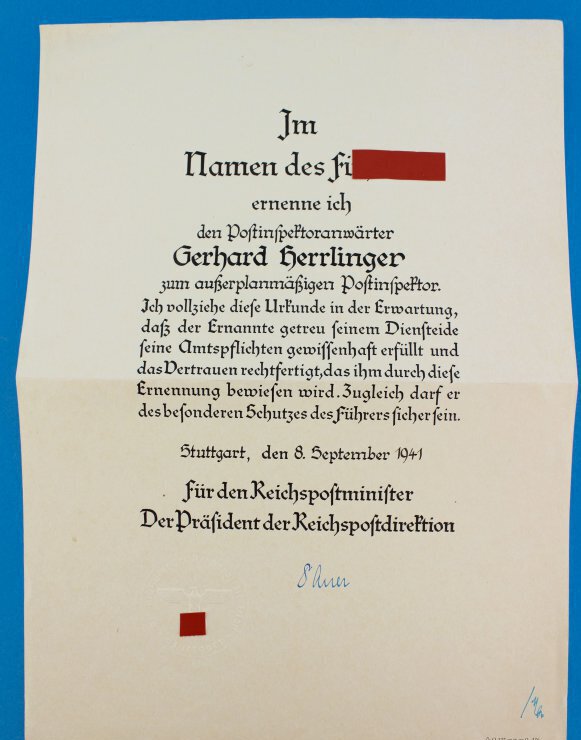 Im
Namen des
ernenne ich
den Postinspektoranwärter
Gerhard Herrlinger
zum außerplanmäßigen Postinspektor.
Ich vollziehe diese Urkunde in der Erwartung,
daß der Ernannte getreu seinem Diensteide
seine Amtspflichten gewissenhaft erfüllt und
das Vertrauen rechtfertigt, das ihm durch diese
Ernennung bewiesen wird. Zugleich darf er
des besonderen Schutzes des Führers sicher sein.
Stuttgart, den 8. September 1941
Für den Reichspostminister
Der Präsident der Reichspostdirektion